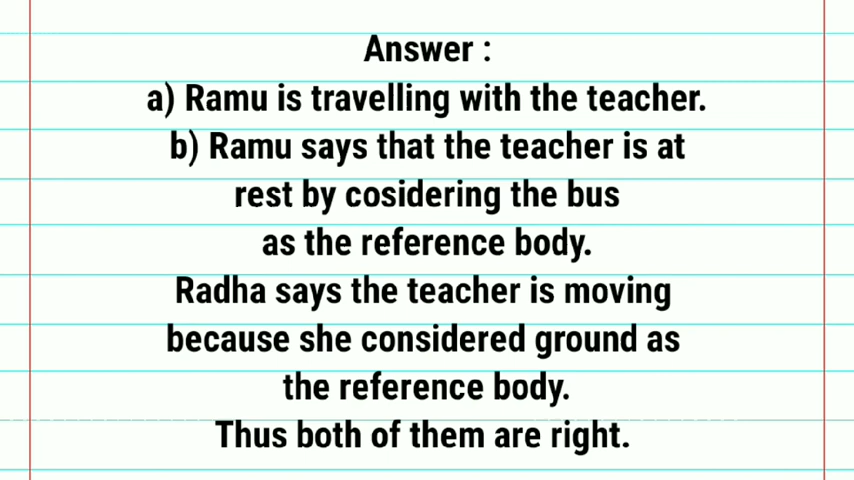 Answer :
a) Ramu is travelling with the teacher.
b) Ramu says that the teacher is at
rest by cosidering the bus
as the reference body.
Radha says the teacher is moving
because she considered ground as
the reference body.
Thus both of them are right.